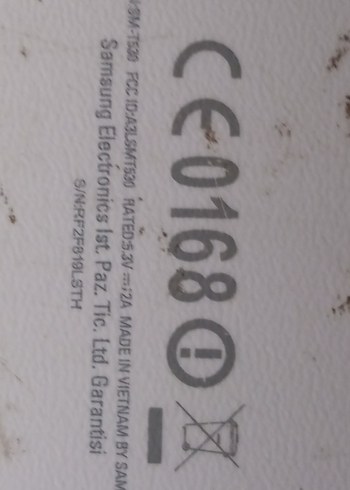 SM-T530 FCC ID:A3LSMT530 RATED:5.3V⎓;2A MADE IN VIETNAM BY SAM
Samsung Electronics Ist. Paz. Tic. Ltd. Garantisi
S/N:RF2F819LSTH
CE0168